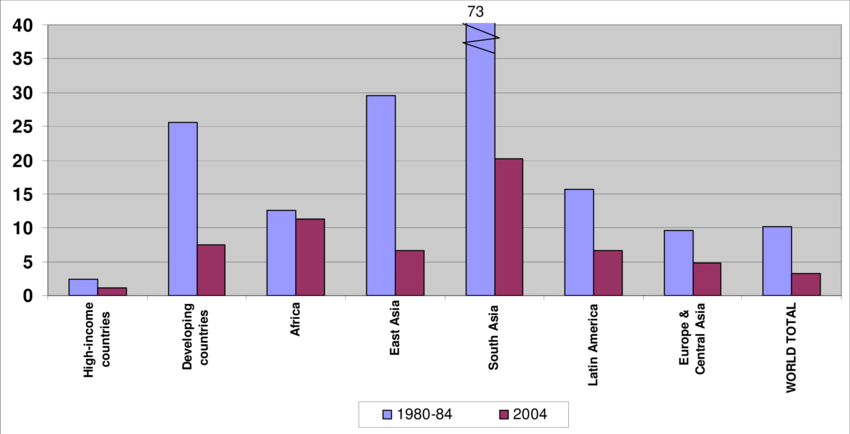 73
40
35
30
25
20
15
10
5
0
High-income
countries
Developing
countries
Africa
East Asia
South Asia
Latin America
Europe &
Central Asia
WORLD TOTAL
1980-84
2004